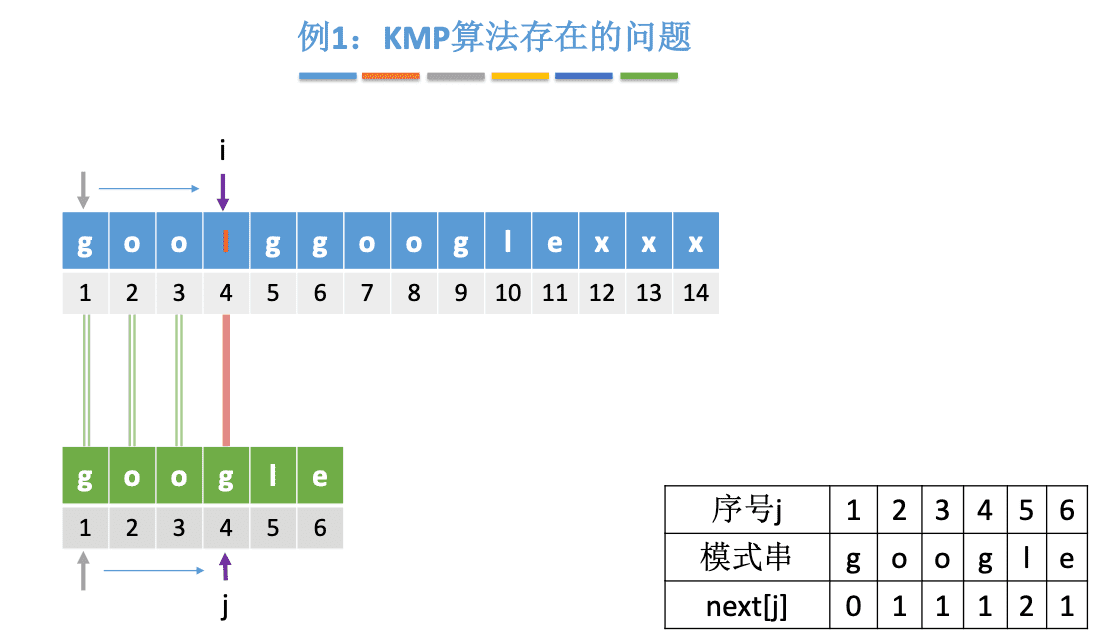 例1：KMP算法存在的问题
i
g o o l g g o o g l e x x x
1 2 3 4 5 6 7 8 9 10 11 12 13 14
g o o g l e
1 2 3 4 5 6
j
序号j 1 2 3 4 5 6
模式串 g o o g l e
next[j] 0 1 1 1 2 1